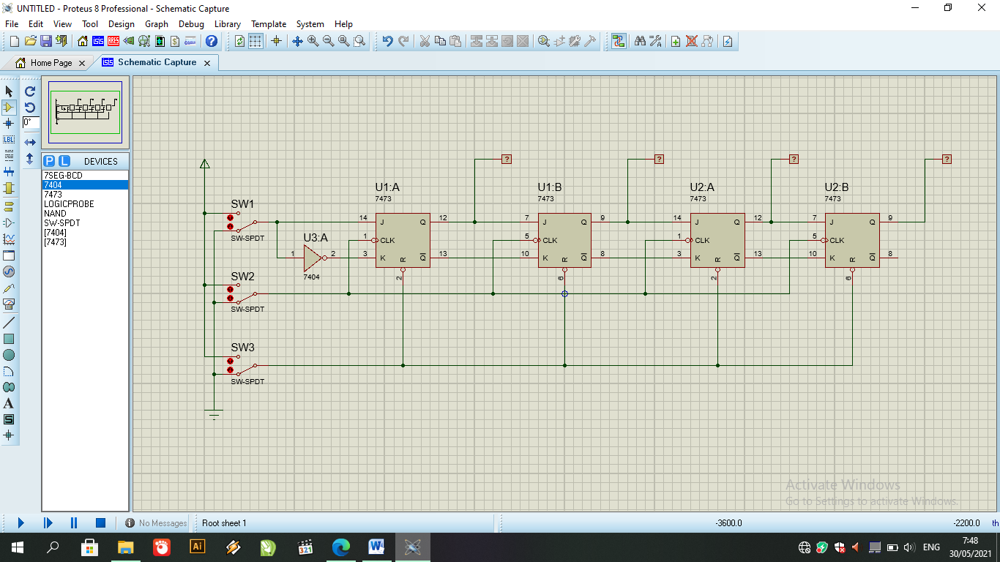 UNTITLED - Proteus 8 Professional - Schematic Capture
File Edit View Tool Design Graph Debug Library Template System Help
Home Page
Schematic Capture
0°
LBL
P L DEVICES
7SEG-BCD
7404
7473
LOGICPROBE
NAND
SW-SPDT
[7404]
[7473]
A
S
? ? ? ?
U1:A U1:B U2:A U2:B
7473 7473 7473 7473
SW1
SW-SPDT
U3:A
1 2
7404
14 J Q 12 7 J Q 9 14 J Q 12 7 J Q 9
1 CLK 5 CLK 1 CLK 5 CLK
3 K R Q 13 10 K R Q 8 3 K R Q 13 10 K R Q 8
2 6 2 6
SW2
SW-SPDT
SW3
SW-SPDT
Activate Windows
Go to Settings to activate Windows.
No Messages Root sheet 1 -3600.0 -2200.0 th
Ai 321 W ENG
7:48
30/05/2021